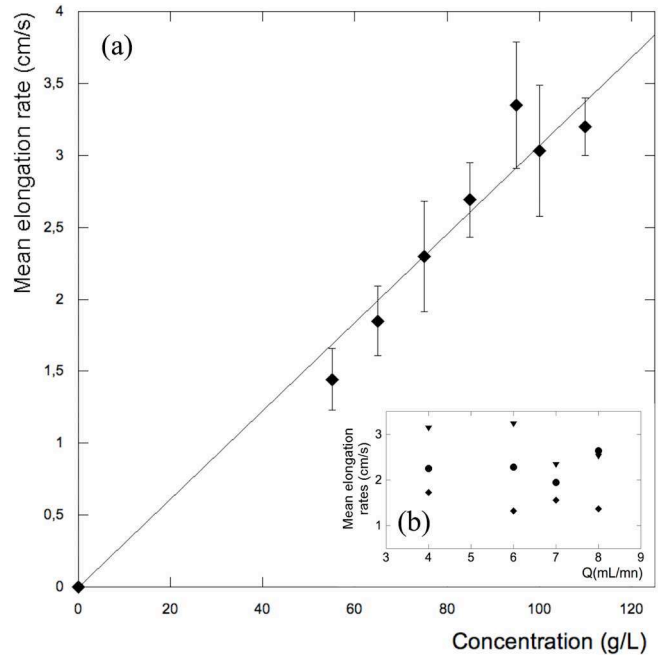 (a)
Mean elongation rate (cm/s)
4
3,5
3
2,5
2
1,5
1
0,5
0
0 20 40 60 80 100 120
Concentration (g/L)
(b)
Mean elongation
rates (cm/s)
3
2
1
3 4 5 6 7 8 9
Q(mL/mn)